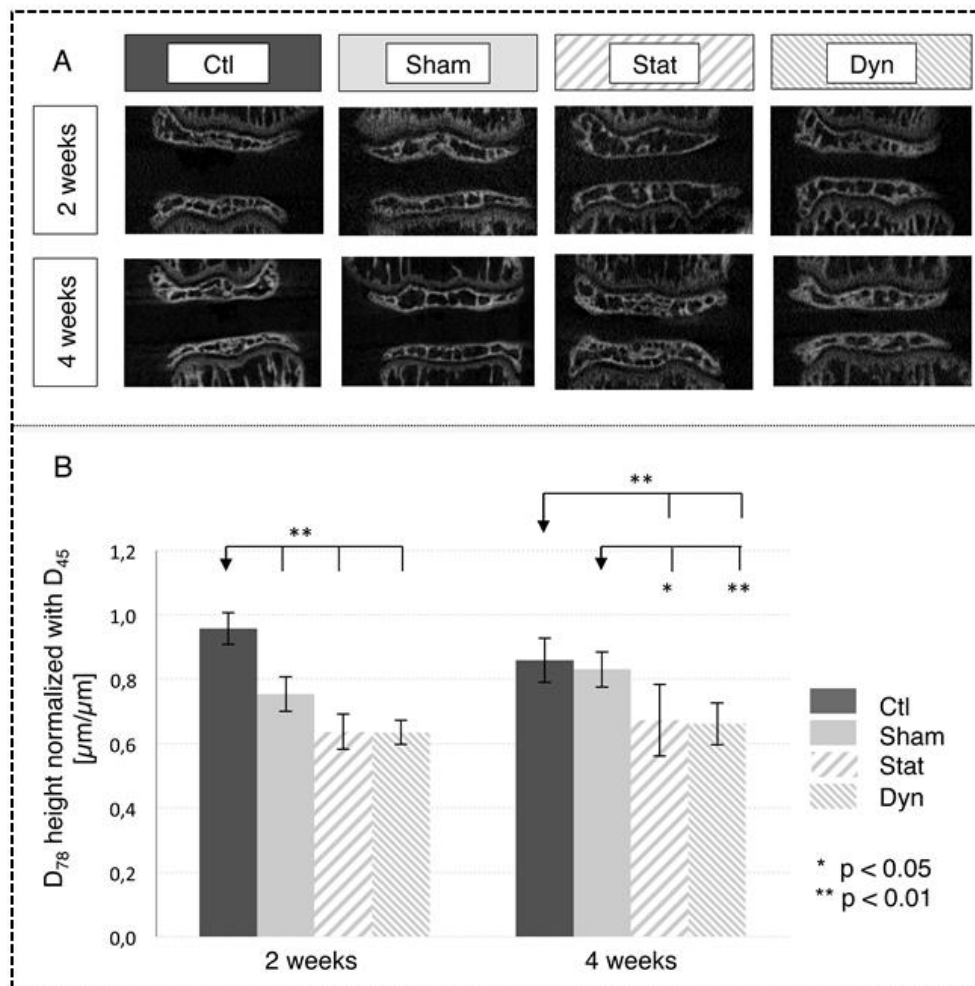 A
Ctl
Sham
Stat
Dyn
2 weeks
4 weeks
B
** 
**
* **
D78 height normalized with D45
[µm/µm]
1,2
1,0
0,8
0,6
0,4
0,2
0,0
2 weeks
4 weeks
Ctl
Sham
Stat
Dyn
* p < 0.05
** p < 0.01